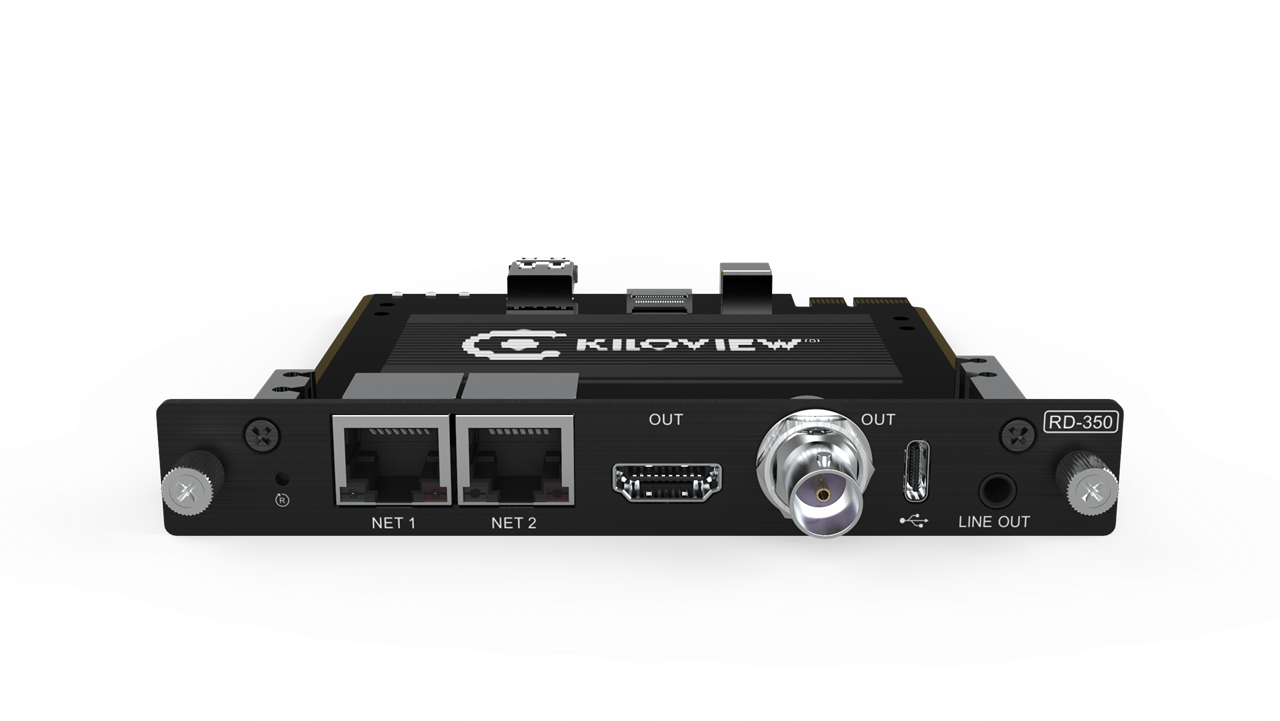 KILOVIEW
OUT
OUT
RD-350
R
NET 1
NET 2
LINE OUT